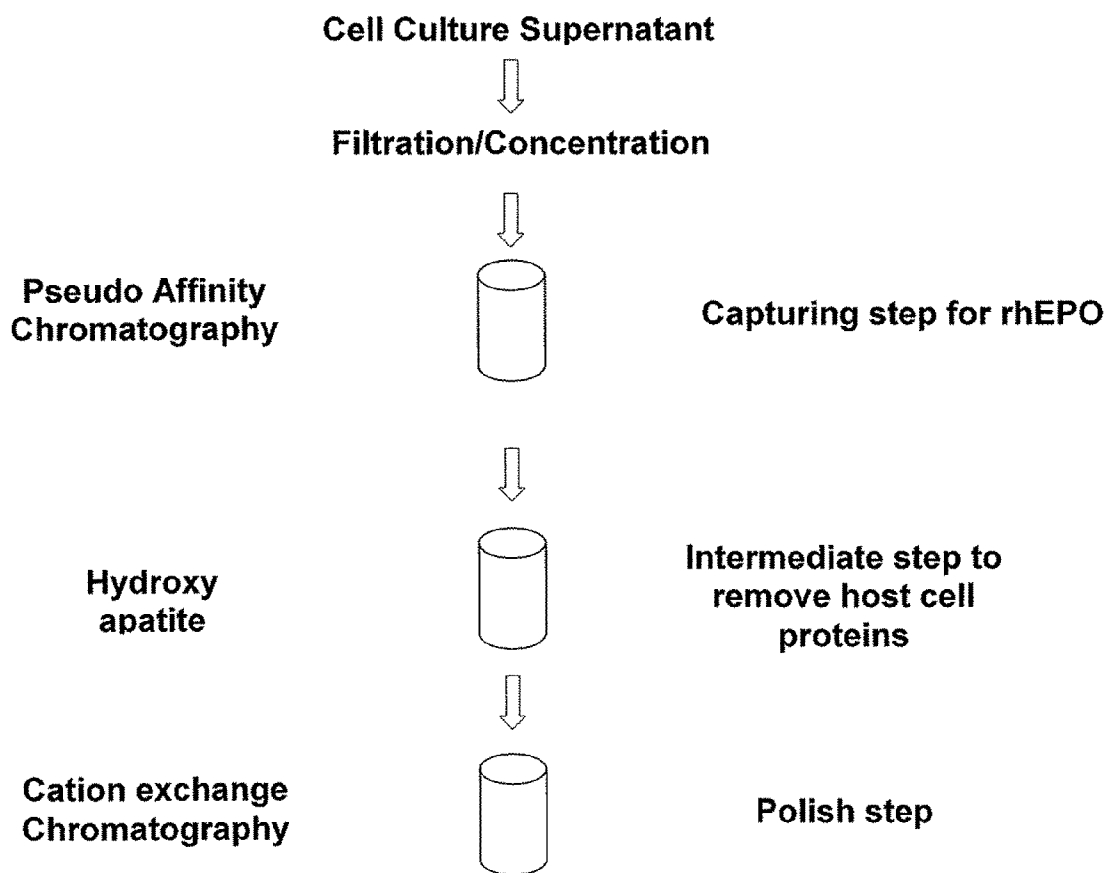 Cell Culture Supernatant
Filtration/Concentration
Pseudo Affinity
Chromatography
Capturing step for rhEPO
Hydroxy
apatite
Intermediate step to
remove host cell
proteins
Cation exchange
Chromatography
Polish step